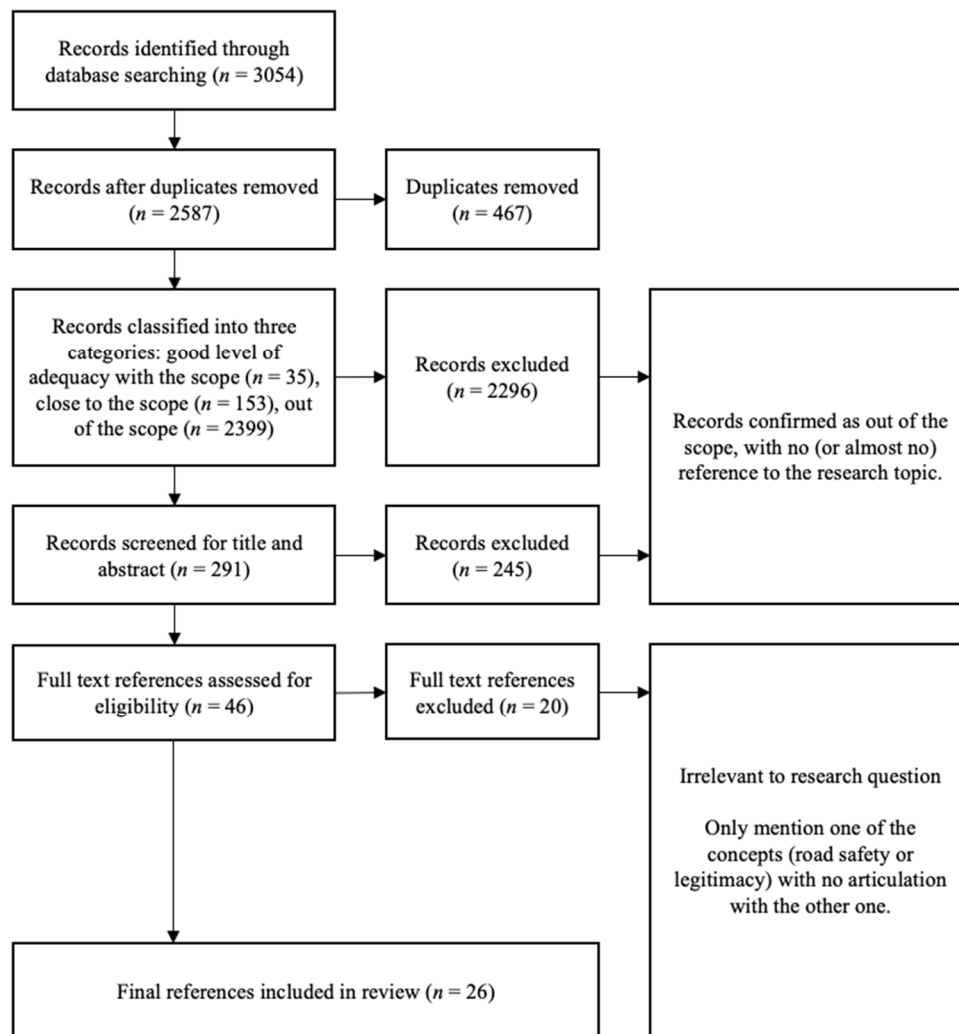 Records identified through
database searching (n = 3054)
Records after duplicates removed
(n = 2587)
Duplicates removed
(n = 467)
Records classified into three
categories: good level of
adequacy with the scope (n = 35),
close to the scope (n = 153), out
of the scope (n = 2399)
Records excluded
(n = 2296)
Records confirmed as out of the
scope, with no (or almost no)
reference to the research topic.
Records screened for title and
abstract (n = 291)
Records excluded
(n = 245)
Full text references assessed for
eligibility (n = 46)
Full text references
excluded (n = 20)
Irrelevant to research question
Only mention one of the
concepts (road safety or
legitimacy) with no articulation
with the other one.
Final references included in review (n = 26)